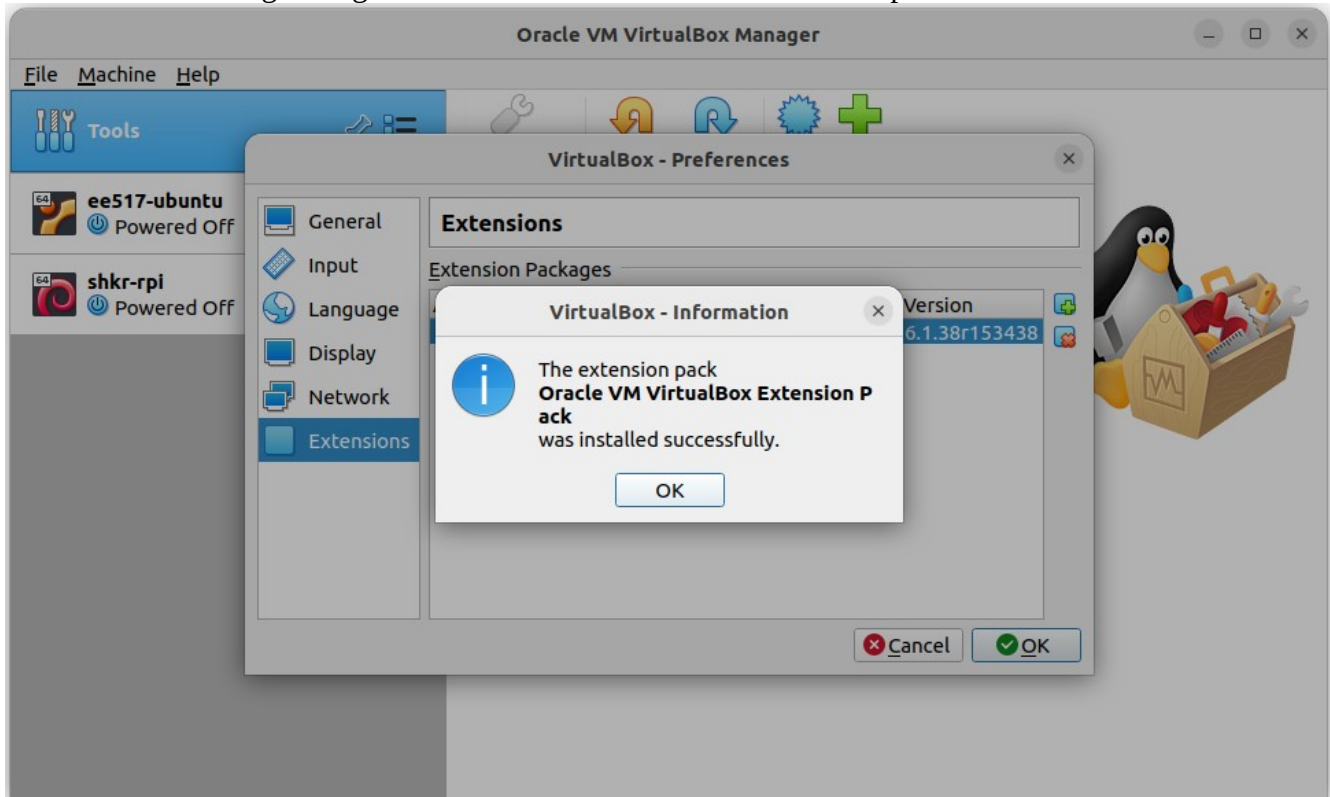 Oracle VM VirtualBox Manager
File Machine Help
Tools
64
ee517-ubuntu
Powered Off
64
shkr-rpi
Powered Off
VirtualBox - Preferences
General
Input
Language
Display
Network
Extensions
Extensions
Extension Packages
Version
6.1.38r153438
VirtualBox - Information
The extension pack
Oracle VM VirtualBox Extension P
ack
was installed successfully.
OK
Cancel
OK